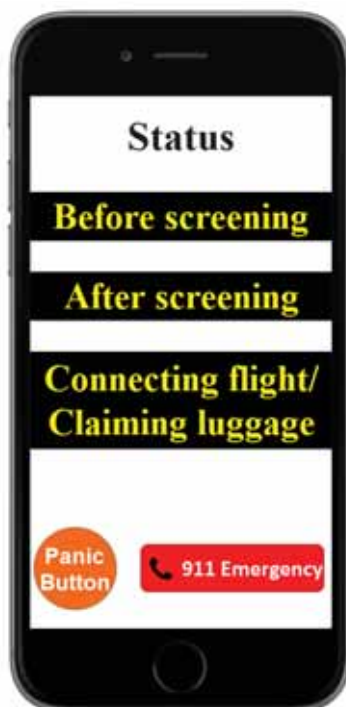 Status
Before screening
After screening
Connecting flight/
Claiming luggage
Panic
Button
911 Emergency